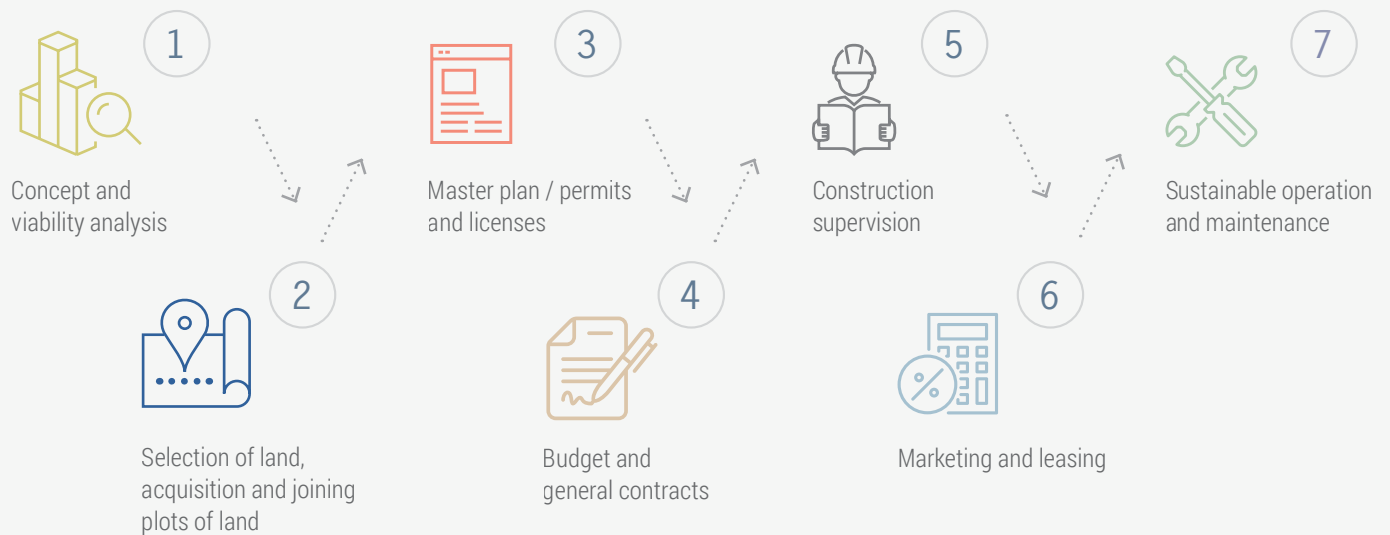 1
Concept and
viability analysis
2
Selection of land,
acquisition and joining
plots of land
3
Master plan / permits
and licenses
4
Budget and
general contracts
5
Construction
supervision
6
Marketing and leasing
7
Sustainable operation
and maintenance